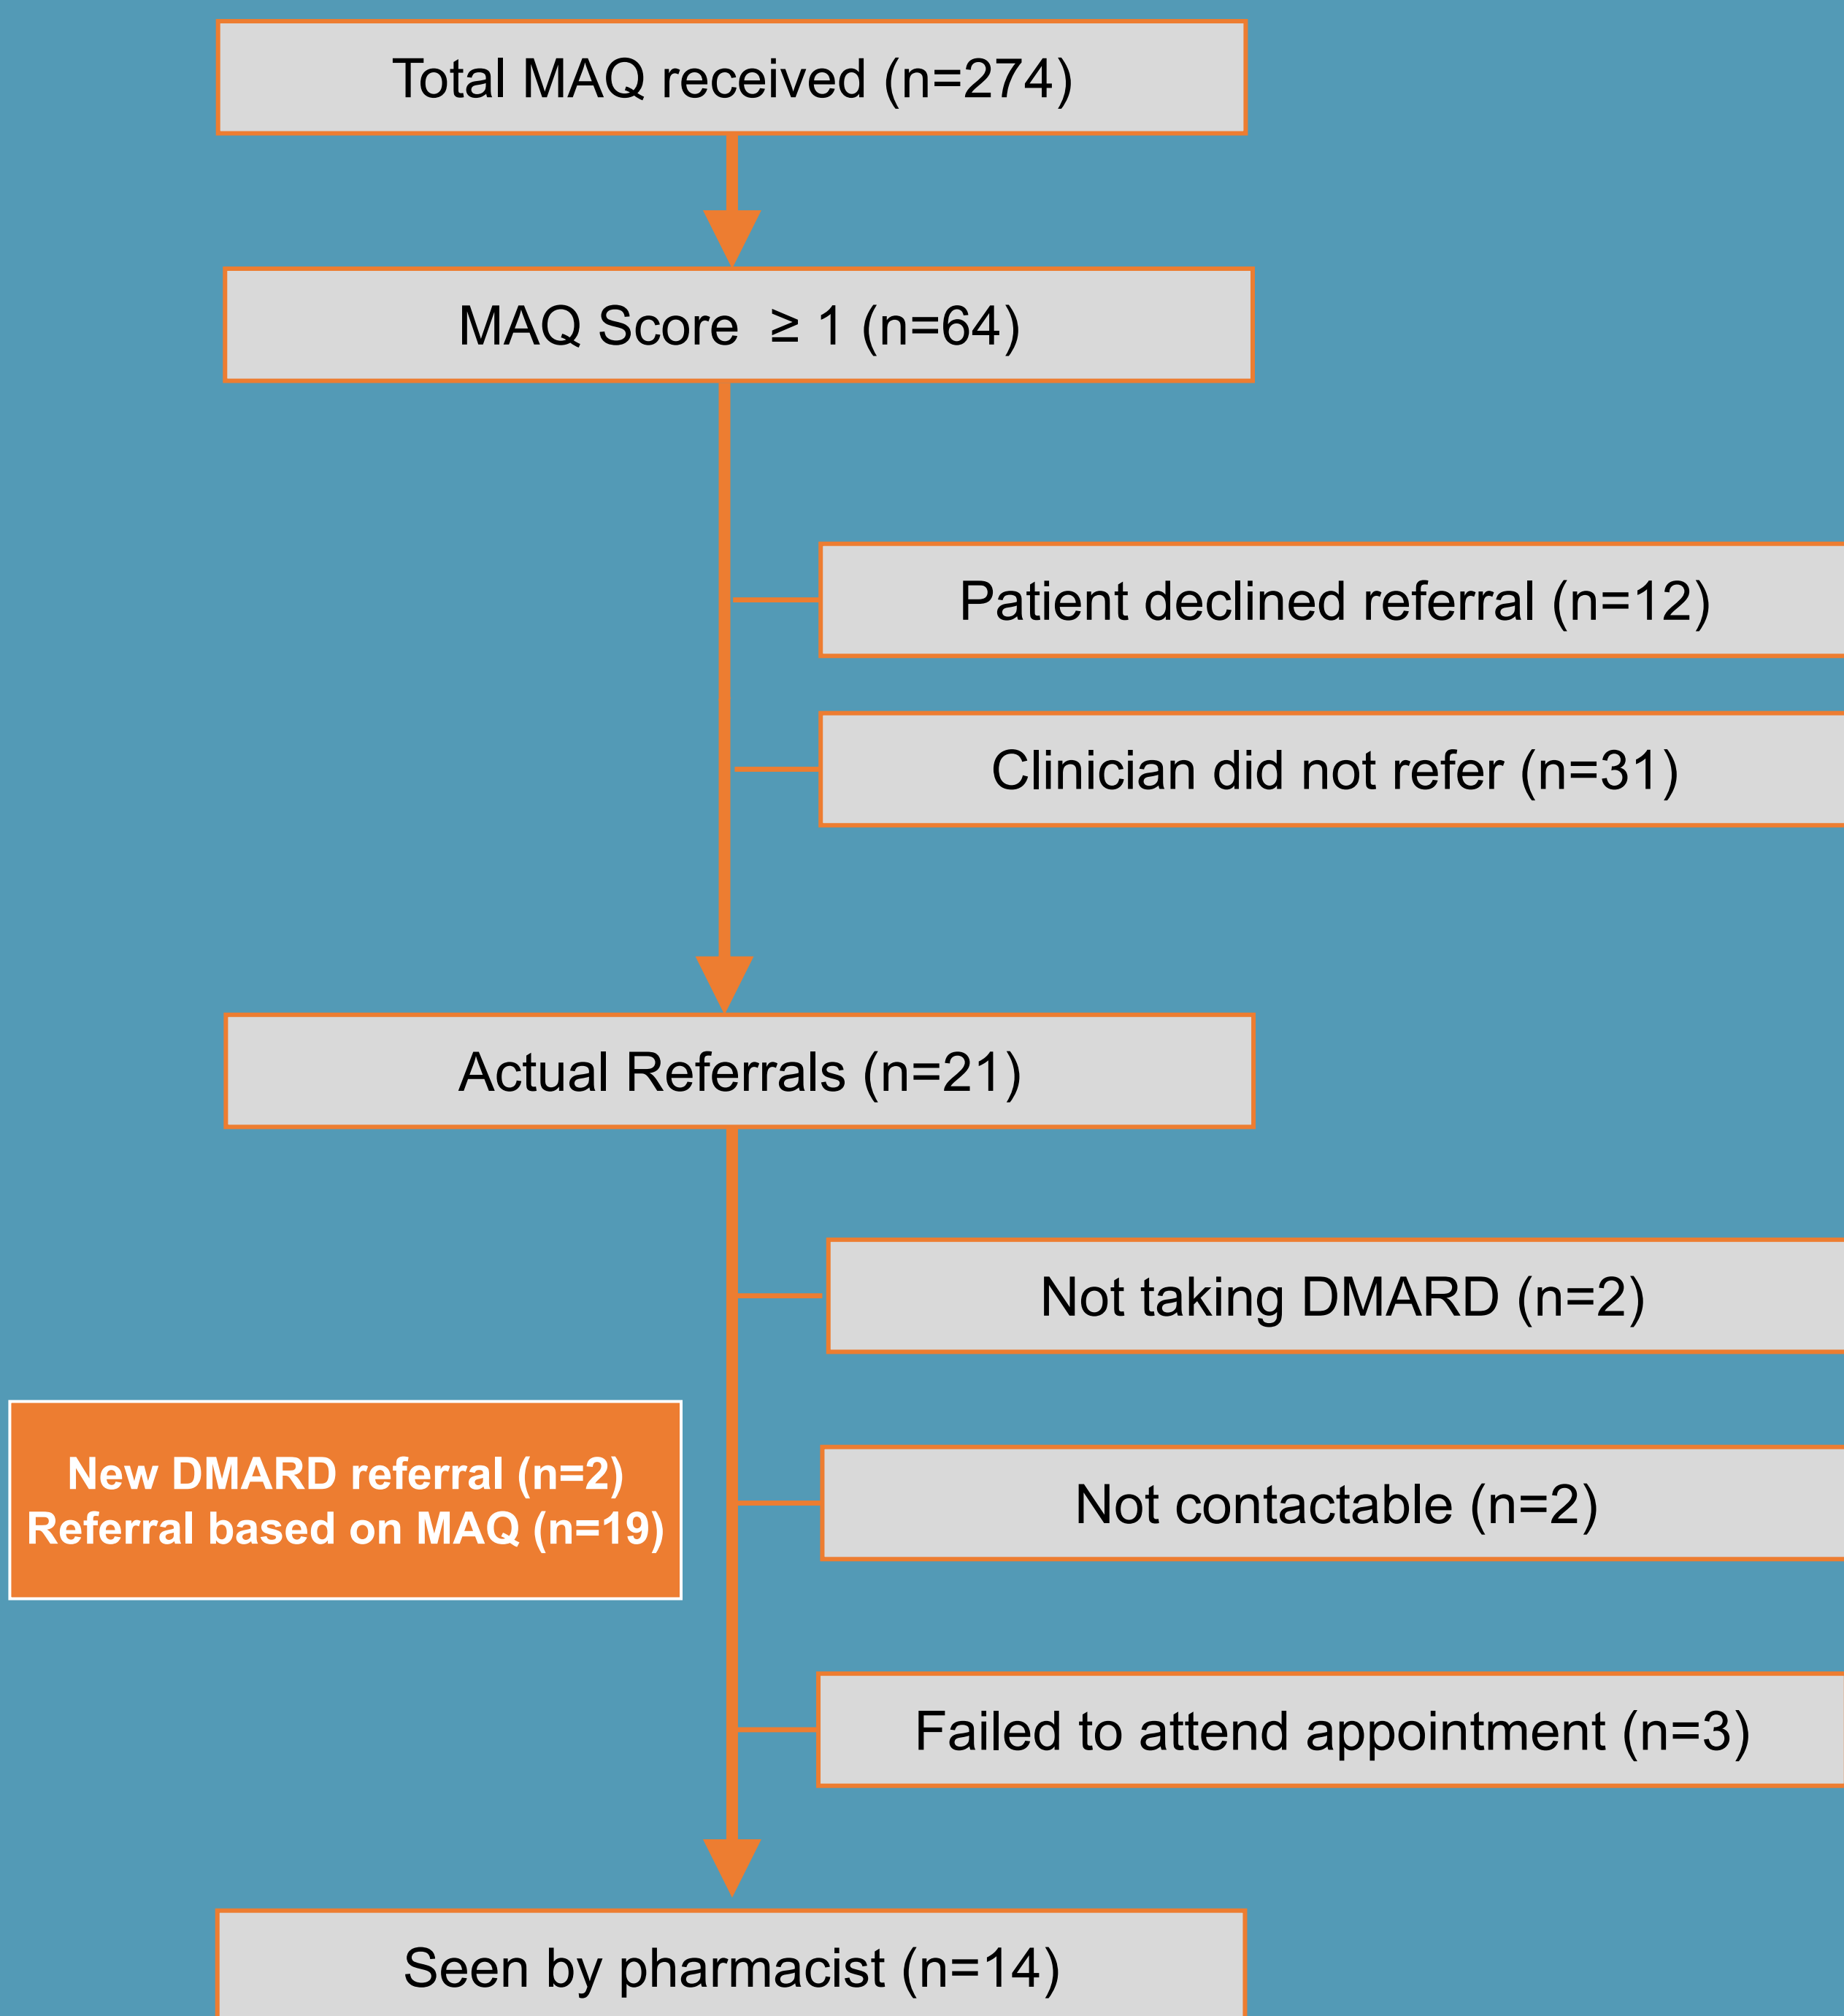 Total MAQ received (n=274)
MAQ Score ≥ 1 (n=64)
Patient declined referral (n=12)
Clinician did not refer (n=31)
Actual Referrals (n=21)
Not taking DMARD (n=2)
New DMARD referral (n=2)
Referral based on MAQ (n=19)
Not contactable (n=2)
Failed to attend appointment (n=3)
Seen by pharmacist (n=14)